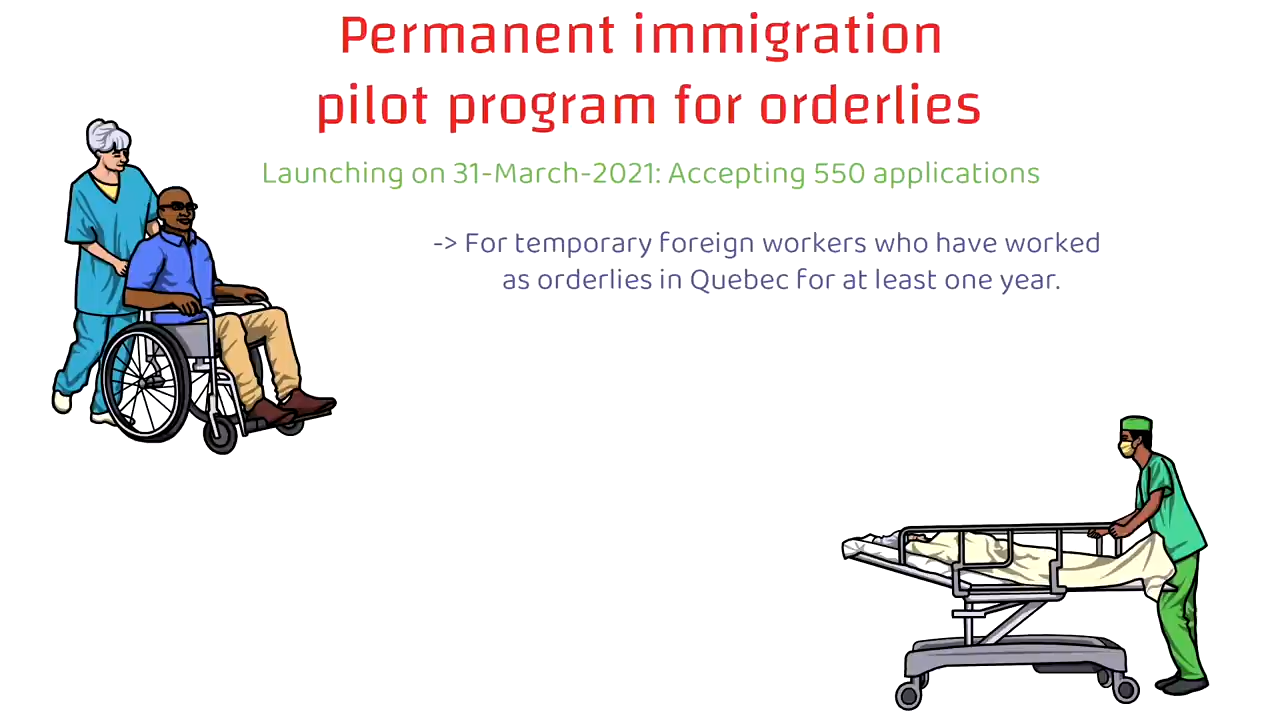 Permanent immigration
pilot program for orderlies
Launching on 31-March-2021: Accepting 550 applications
-> For temporary foreign workers who have worked
as orderlies in Quebec for at least one year.